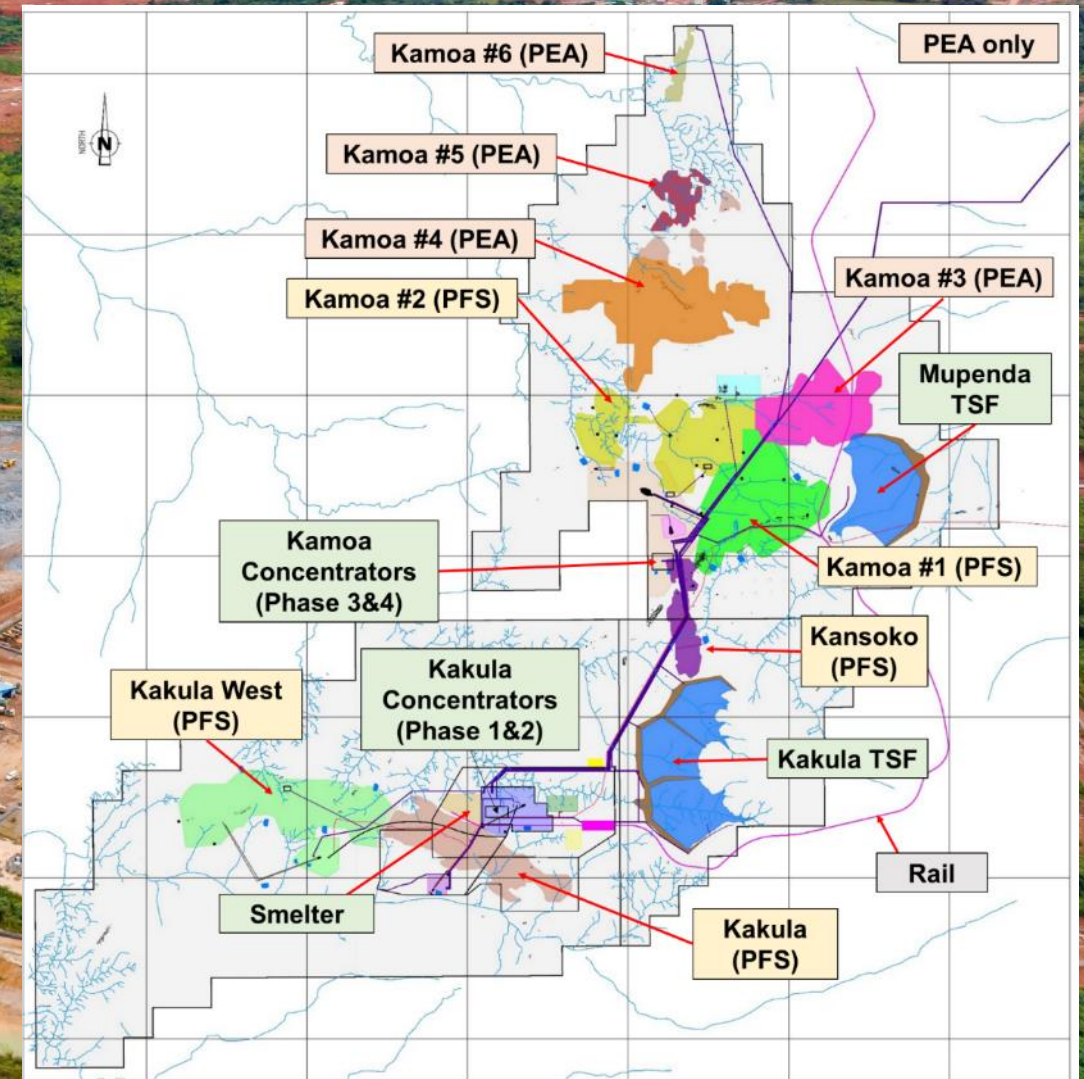 PEA only
Kamoa #6 (PEA)
NORTH
N
Kamoa #5 (PEA)
Kamoa #4 (PEA)
Kamoa #3 (PEA)
Kamoa #2 (PFS)
Mupenda
TSF
Kamoa
Concentrators
(Phase 3&4)
Kamoa #1 (PFS)
Kansoko
(PFS)
Kakula West
(PFS)
Kakula
Concentrators
(Phase 1&2)
Kakula TSF
Rail
Smelter
Kakula
(PFS)